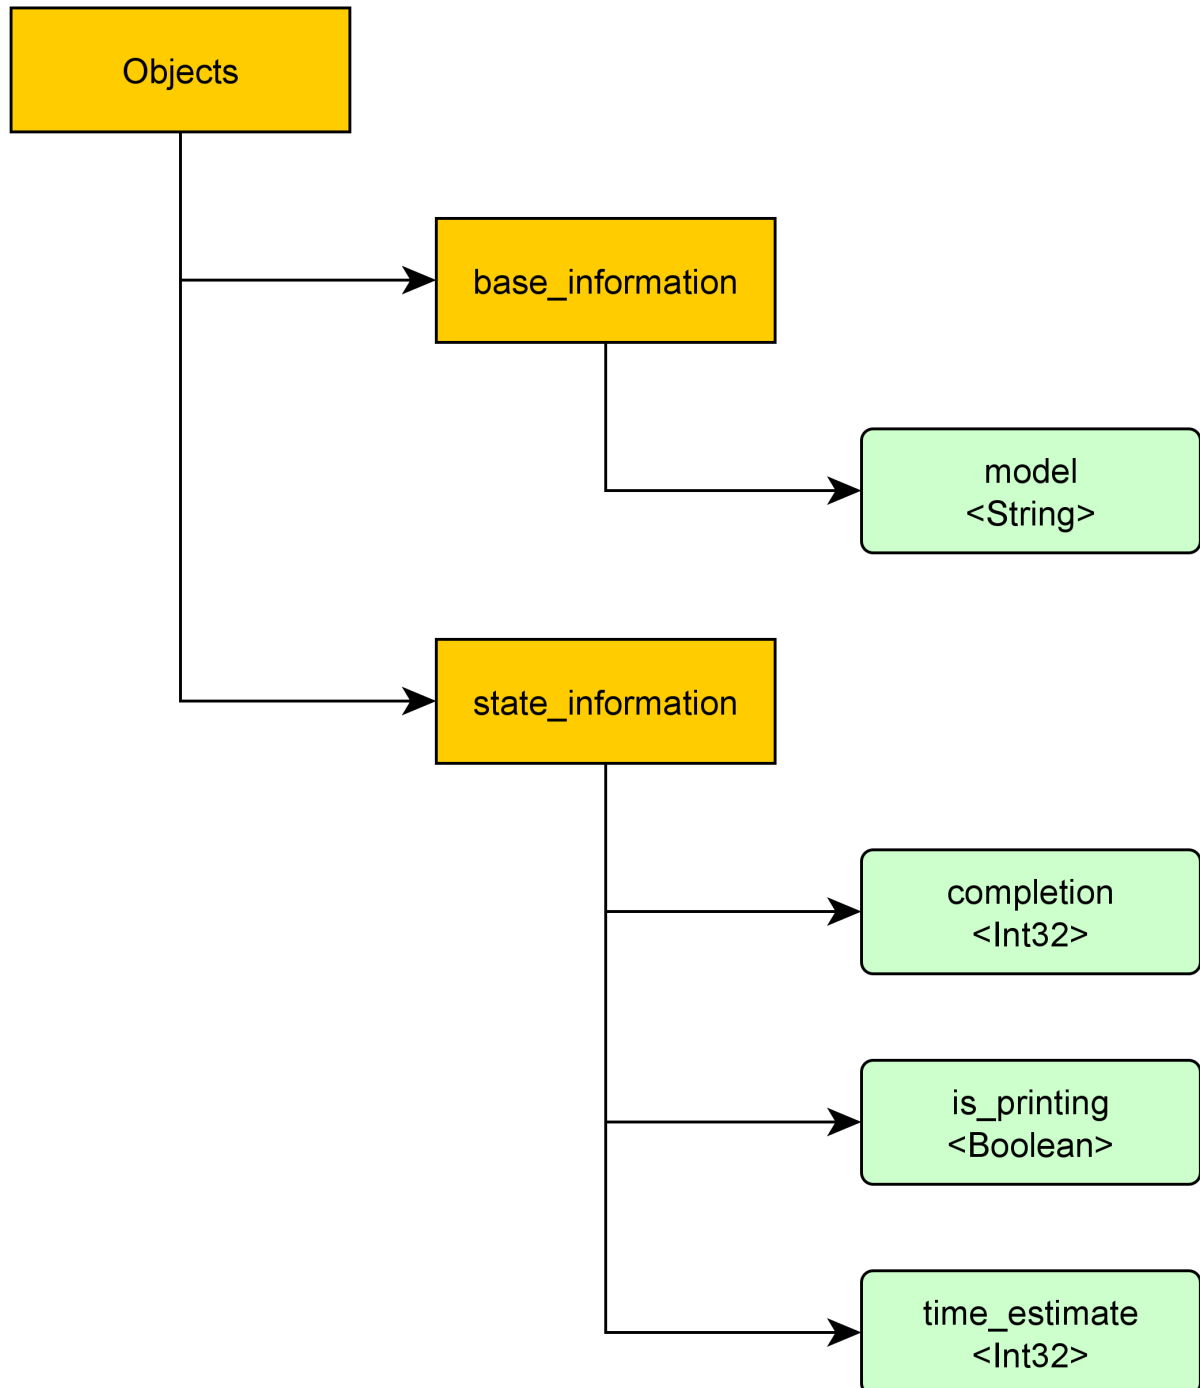 Objects
base_information
model
<String>
state_information
completion
<Int32>
is_printing
<Boolean>
time_estimate
<Int32>